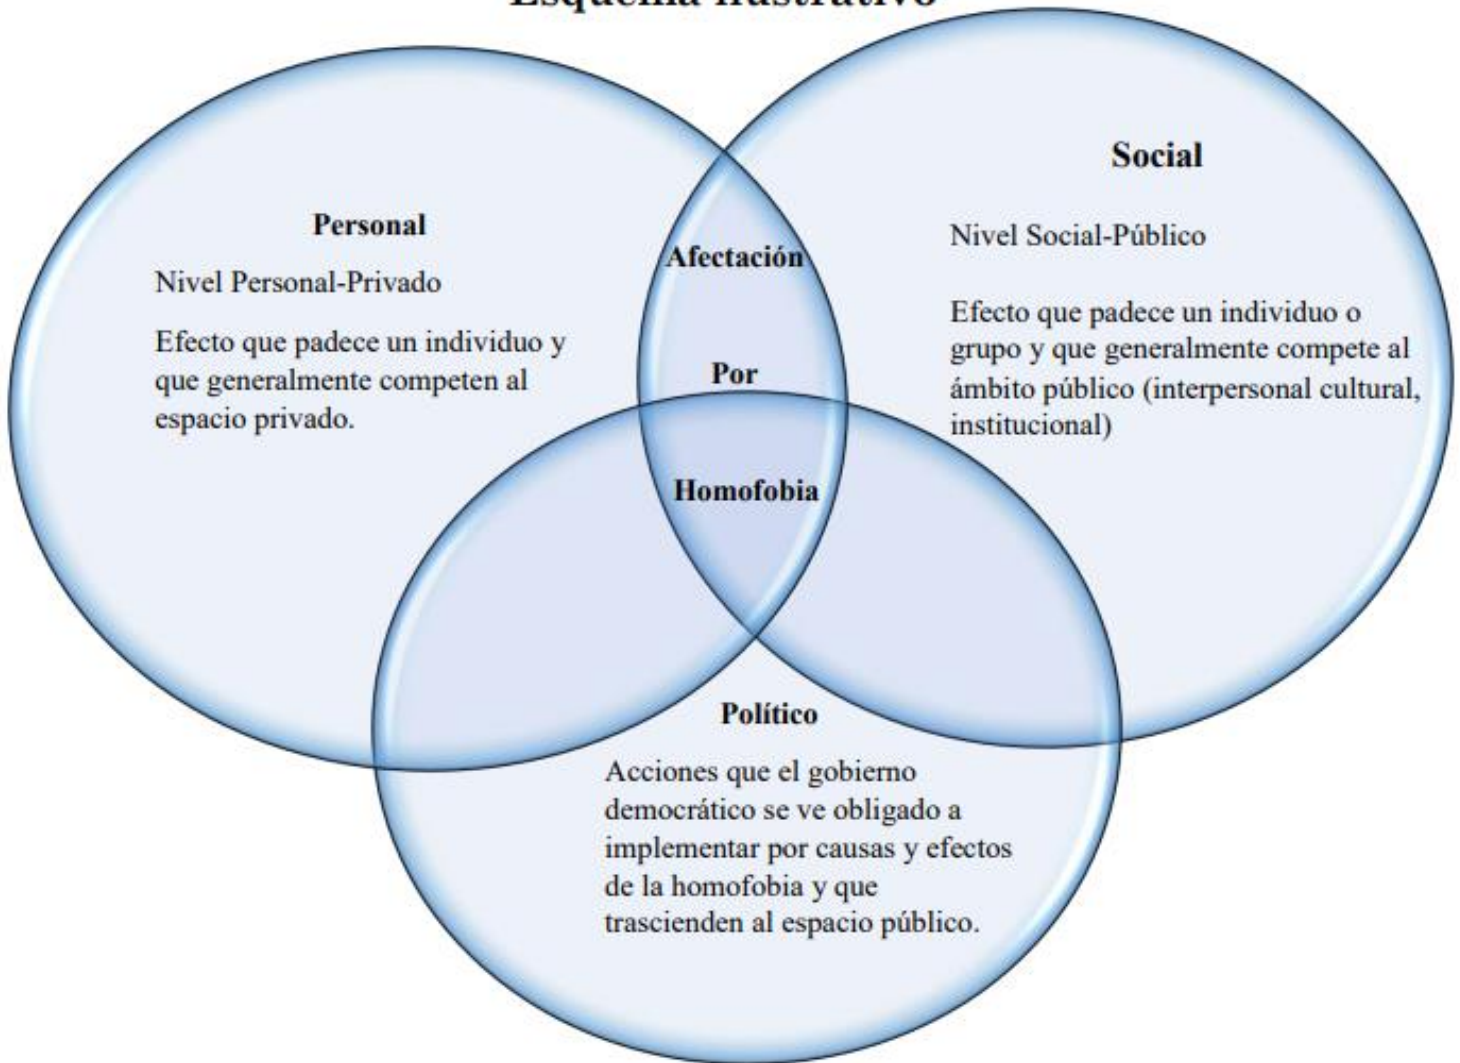 Esquema ilustrativo
Personal
Nivel Personal-Privado
Efecto que padece un individuo y
que generalmente competen al
espacio privado.
Afectación
Por
Homofobia
Social
Nivel Social-Público
Efecto que padece un individuo o
grupo y que generalmente compete al
ámbito público (interpersonal cultural,
institucional)
Político
Acciones que el gobierno
democrático se ve obligado a
implementar por causas y efectos
de la homofobia y que
trascienden al espacio público.